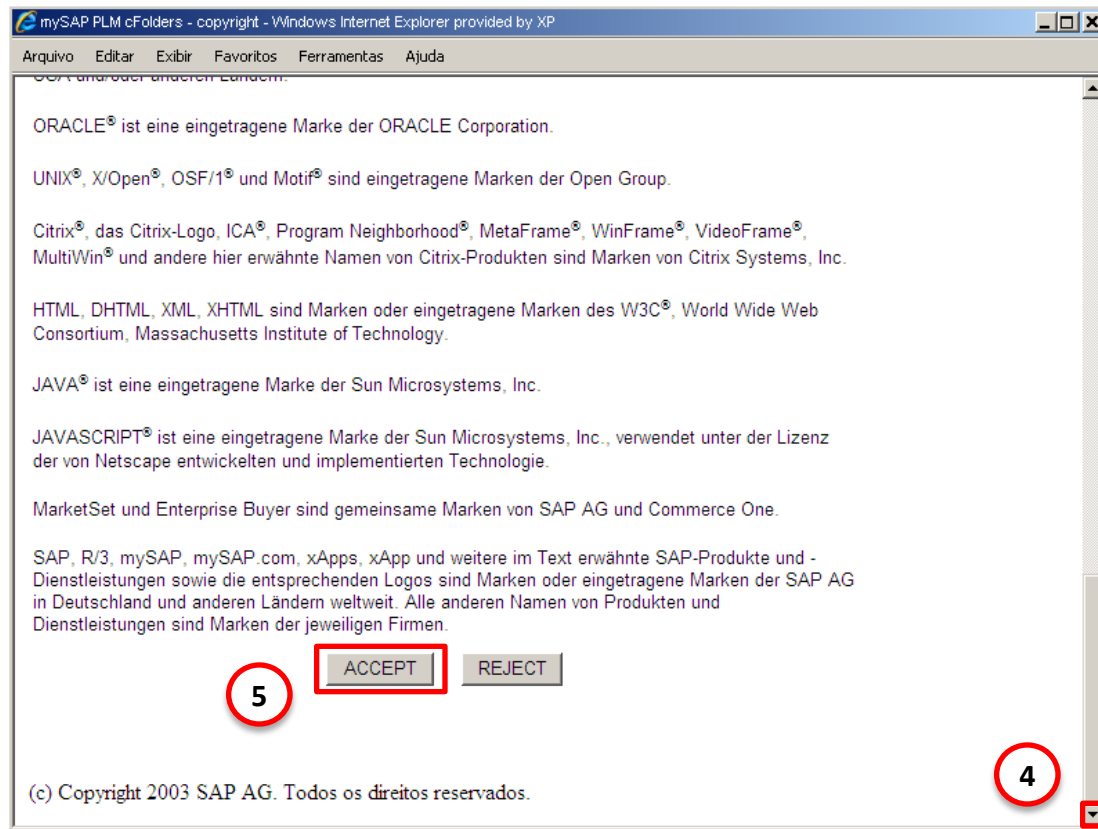 mySAP PLM cFolders - copyright - Windows Internet Explorer provided by XP
Arquivo Editar Exibir Favoritos Ferramentas Ajuda
USA und/oder anderen Ländern.
ORACLE® ist eine eingetragene Marke der ORACLE Corporation.
UNIX®, X/Open®, OSF/1® und Motif® sind eingetragene Marken der Open Group.
Citrix®, das Citrix-Logo, ICA®, Program Neighborhood®, MetaFrame®, WinFrame®, VideoFrame®,
MultiWin® und andere hier erwähnte Namen von Citrix-Produkten sind Marken von Citrix Systems, Inc.
HTML, DHTML, XML, XHTML sind Marken oder eingetragene Marken des W3C®, World Wide Web
Consortium, Massachusetts Institute of Technology.
JAVA® ist eine eingetragene Marke der Sun Microsystems, Inc.
JAVASCRIPT® ist eine eingetragene Marke der Sun Microsystems, Inc., verwendet unter der Lizenz
der von Netscape entwickelten und implementierten Technologie.
MarketSet und Enterprise Buyer sind gemeinsame Marken von SAP AG und Commerce One.
SAP, R/3, mySAP, mySAP.com, xApps, xApp und weitere im Text erwähnte SAP-Produkte und -
Dienstleistungen sowie die entsprechenden Logos sind Marken oder eingetragene Marken der SAP AG
in Deutschland und anderen Ländern weltweit. Alle anderen Namen von Produkten und
Dienstleistungen sind Marken der jeweiligen Firmen.
ACCEPT REJECT
5
4
(c) Copyright 2003 SAP AG. Todos os direitos reservados.